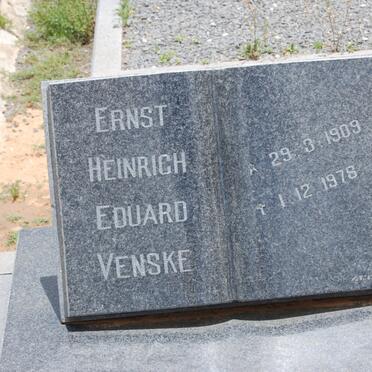 ERNST
HEINRICH
EDUARD
VENSKE
* 29·3·1909
† 1·12·1978